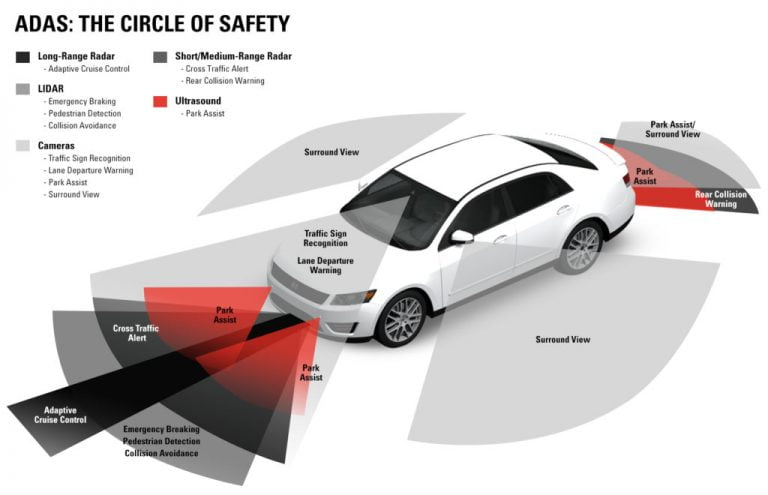 ADAS: THE CIRCLE OF SAFETY
Long-Range Radar
- Adaptive Cruise Control
LIDAR
- Emergency Braking
- Pedestrian Detection
- Collision Avoidance
Cameras
- Traffic Sign Recognition
- Lane Departure Warning
- Park Assist
- Surround View
Short/Medium-Range Radar
- Cross Traffic Alert
- Rear Collision Warning
Ultrasound
- Park Assist
Surround View
Park Assist/
Surround View
Park
Assist
Rear Collision
Warning
Traffic Sign
Recognition
Lane Departure
Warning
Park
Assist
Cross Traffic
Alert
Surround View
Park
Assist
Adaptive
Cruise Control
Emergency Breaking
Pedestrian Detection
Collision Avoidance